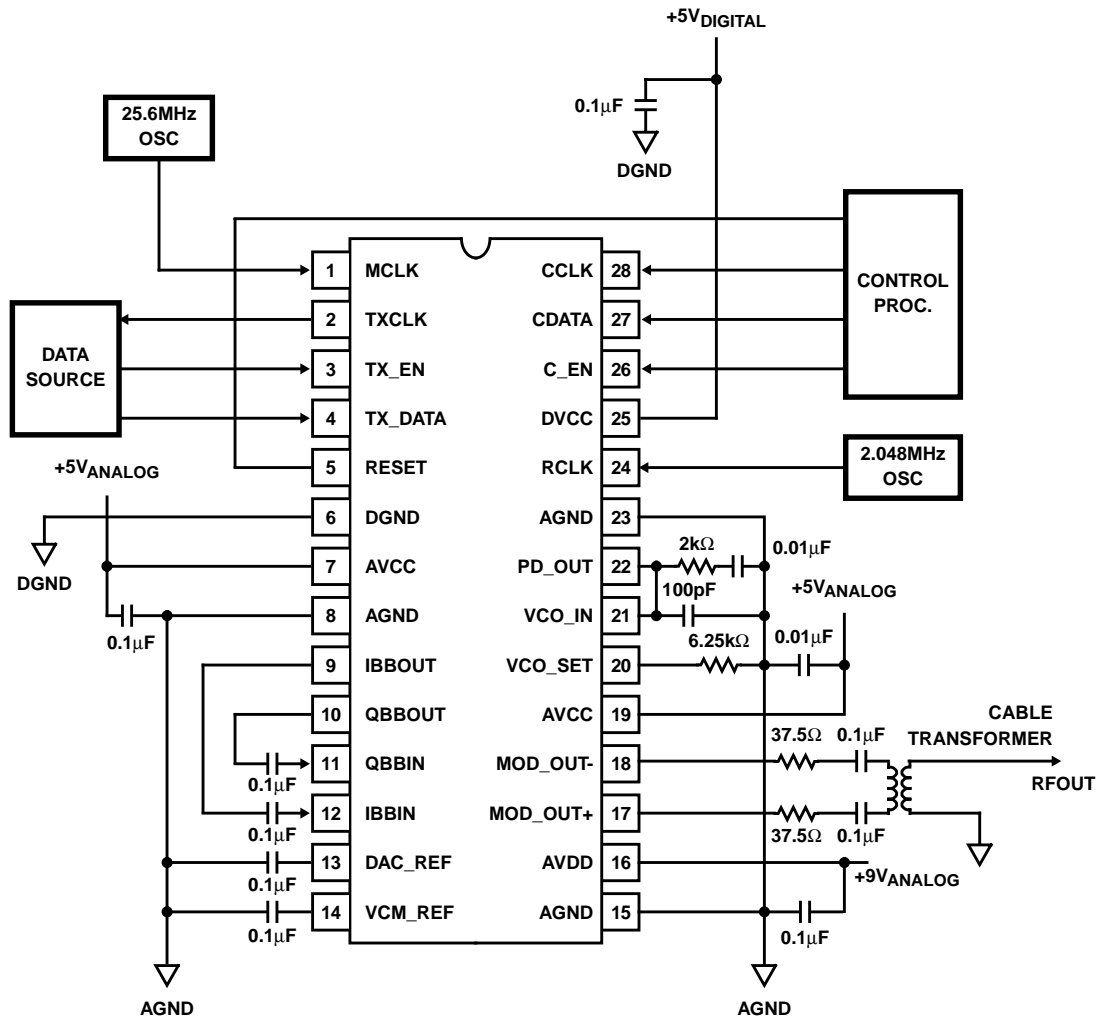 +5VDIGITAL
25.6MHz
OSC
0.1µF
DGND
CONTROL
PROC.
1 MCLK CCLK 28
2 TXCLK CDATA 27
3 TX_EN C_EN 26
4 TX_DATA DVCC 25
5 RESET RCLK 24
6 DGND AGND 23
7 AVCC PD_OUT 22
8 AGND VCO_IN 21
9 IBBOUT VCO_SET 20
10 QBBOUT AVCC 19
11 QBBIN MOD_OUT- 18
12 IBBIN MOD_OUT+ 17
13 DAC_REF AVDD 16
14 VCM_REF AGND 15
DATA
SOURCE
+5VANALOG
DGND
0.1µF
0.1µF
0.1µF
0.1µF
0.1µF
AGND
2.048MHz
OSC
2kΩ
0.01µF
100pF
+5VANALOG
6.25kΩ
0.01µF
CABLE
TRANSFORMER
37.5Ω
0.1µF
RFOUT
37.5Ω
0.1µF
+9VANALOG
0.1µF
AGND